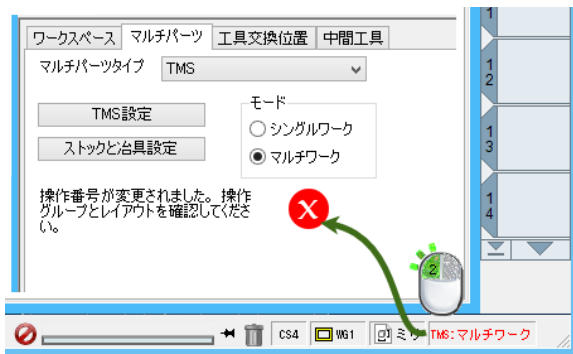 ワークスペース マルチパーツ 工具交換位置 中間工具
マルチパーツタイプ TMS
TMS設定
ストックと冶具設定
モード
シングルワーク
マルチワーク
操作番号が変更されました。操作
グループとレイアウトを確認してくださ
い。
X
2
1
1
2
1
3
1
4
CS4 WG1 ミリ TMS:マルチワーク